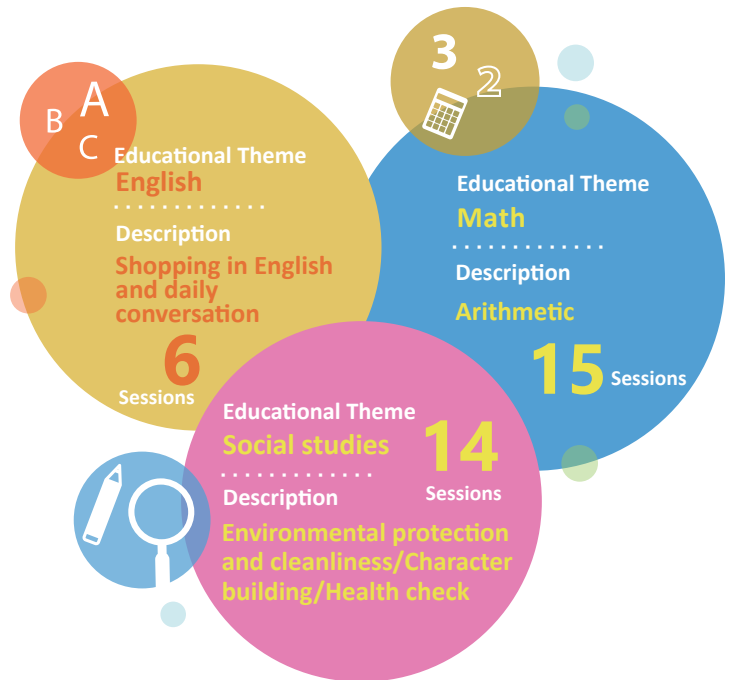 B A
C
Educational Theme
English
Description
Shopping in English
and daily
conversation
6
Sessions
3
2
Educational Theme
Math
Description
Arithmetic
15 Sessions
Educational Theme
Social studies
14
Sessions
Description
Environmental protection
and cleanliness/Character
building/Health check